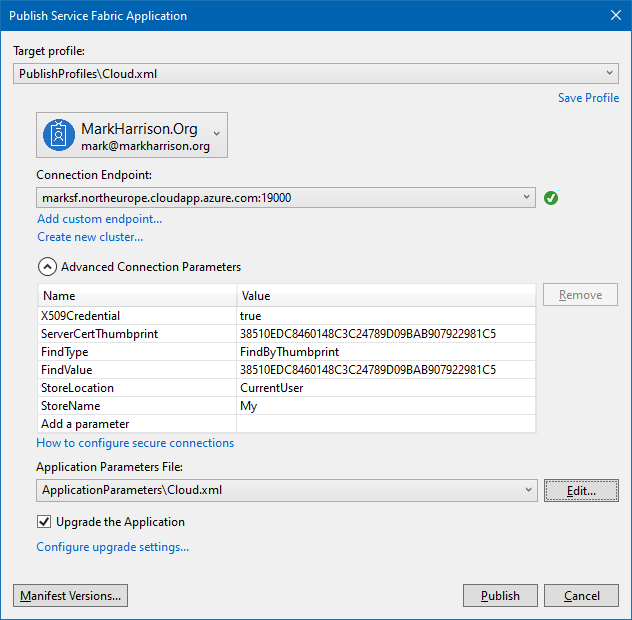 Publish Service Fabric Application
Target profile:
PublishProfiles\Cloud.xml
Save Profile
MarkHarrison.Org
mark@markharrison.org
Connection Endpoint:
marksf.northeurope.cloudapp.azure.com:19000
Add custom endpoint...
Create new cluster...
Advanced Connection Parameters
Name Value
Remove
X509Credential true
ServerCertThumbprint 38510EDC8460148C3C24789D09BAB907922981C5
FindType FindByThumbprint
FindValue 38510EDC8460148C3C24789D09BAB907922981C5
StoreLocation CurrentUser
StoreName My
Add a parameter
How to configure secure connections
Application Parameters File:
ApplicationParameters\Cloud.xml
Edit...
Upgrade the Application
Configure upgrade settings...
Manifest Versions... Publish Cancel